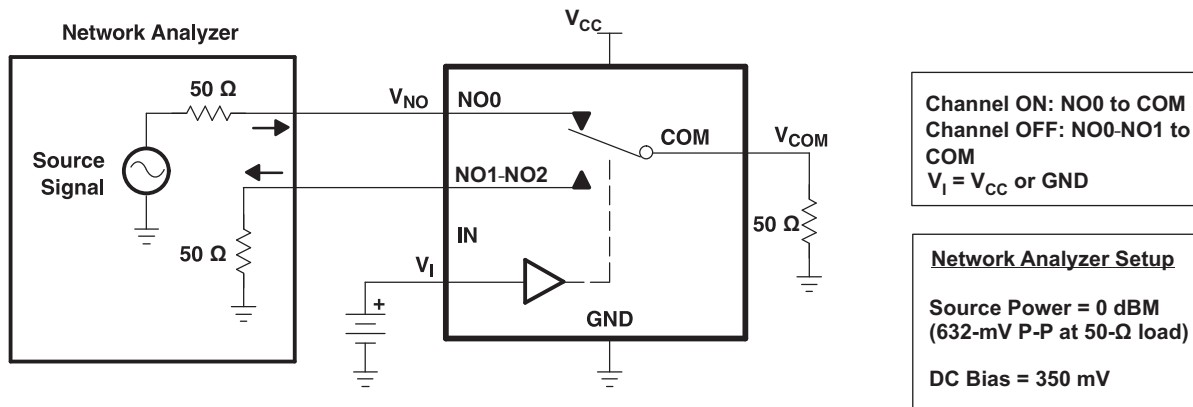 V_CC
Network Analyzer
50 Ω
V_NO
NO0
COM
V_COM
Source
Signal
NO1-NO2
50 Ω
IN
50 Ω
V_I
+
GND
Channel ON: NO0 to COM
Channel OFF: NO0-NO1 to
COM
V_I = V_CC or GND
Network Analyzer Setup
Source Power = 0 dBM
(632-mV P-P at 50-Ω load)
DC Bias = 350 mV